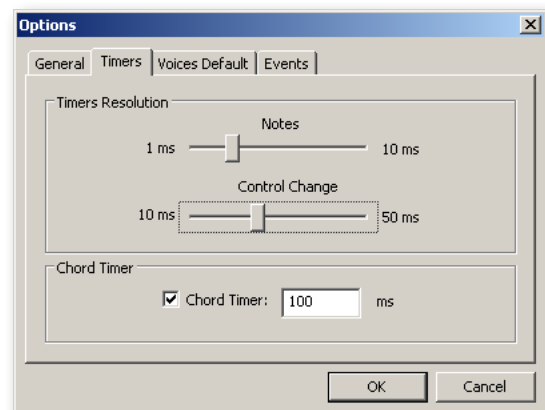 Options
General Timers Voices Default Events
Timers Resolution
Notes
1 ms 10 ms
Control Change
10 ms 50 ms
Chord Timer
Chord Timer: 100 ms
OK Cancel